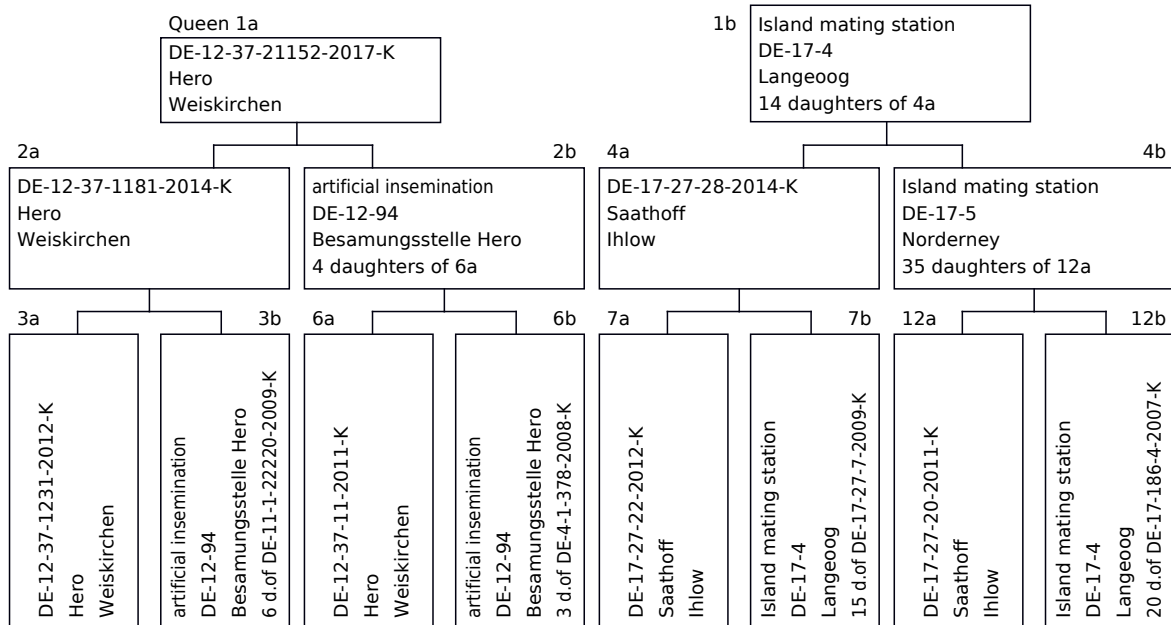 Queen 1a
DE-12-37-21152-2017-K
Hero
Weiskirchen
1b
Island mating station
DE-17-4
Langeoog
14 daughters of 4a
2a
DE-12-37-1181-2014-K
Hero
Weiskirchen
2b
artificial insemination
DE-12-94
Besamungsstelle Hero
4 daughters of 6a
4a
DE-17-27-28-2014-K
Saathoff
Ihlow
4b
Island mating station
DE-17-5
Norderney
35 daughters of 12a
3a
DE-12-37-1231-2012-K
Hero
Weiskirchen
3b
artificial insemination
DE-12-94
Besamungsstelle Hero
6 d.of DE-11-1-22220-2009-K
6a
DE-12-37-11-2011-K
Hero
Weiskirchen
6b
artificial insemination
DE-12-94
Besamungsstelle Hero
3 d.of DE-4-1-378-2008-K
7a
DE-17-27-22-2012-K
Saathoff
Ihlow
7b
Island mating station
DE-17-4
Langeoog
15 d.of DE-17-27-7-2009-K
12a
DE-17-27-20-2011-K
Saathoff
Ihlow
12b
Island mating station
DE-17-4
Langeoog
20 d.of DE-17-186-4-2007-K